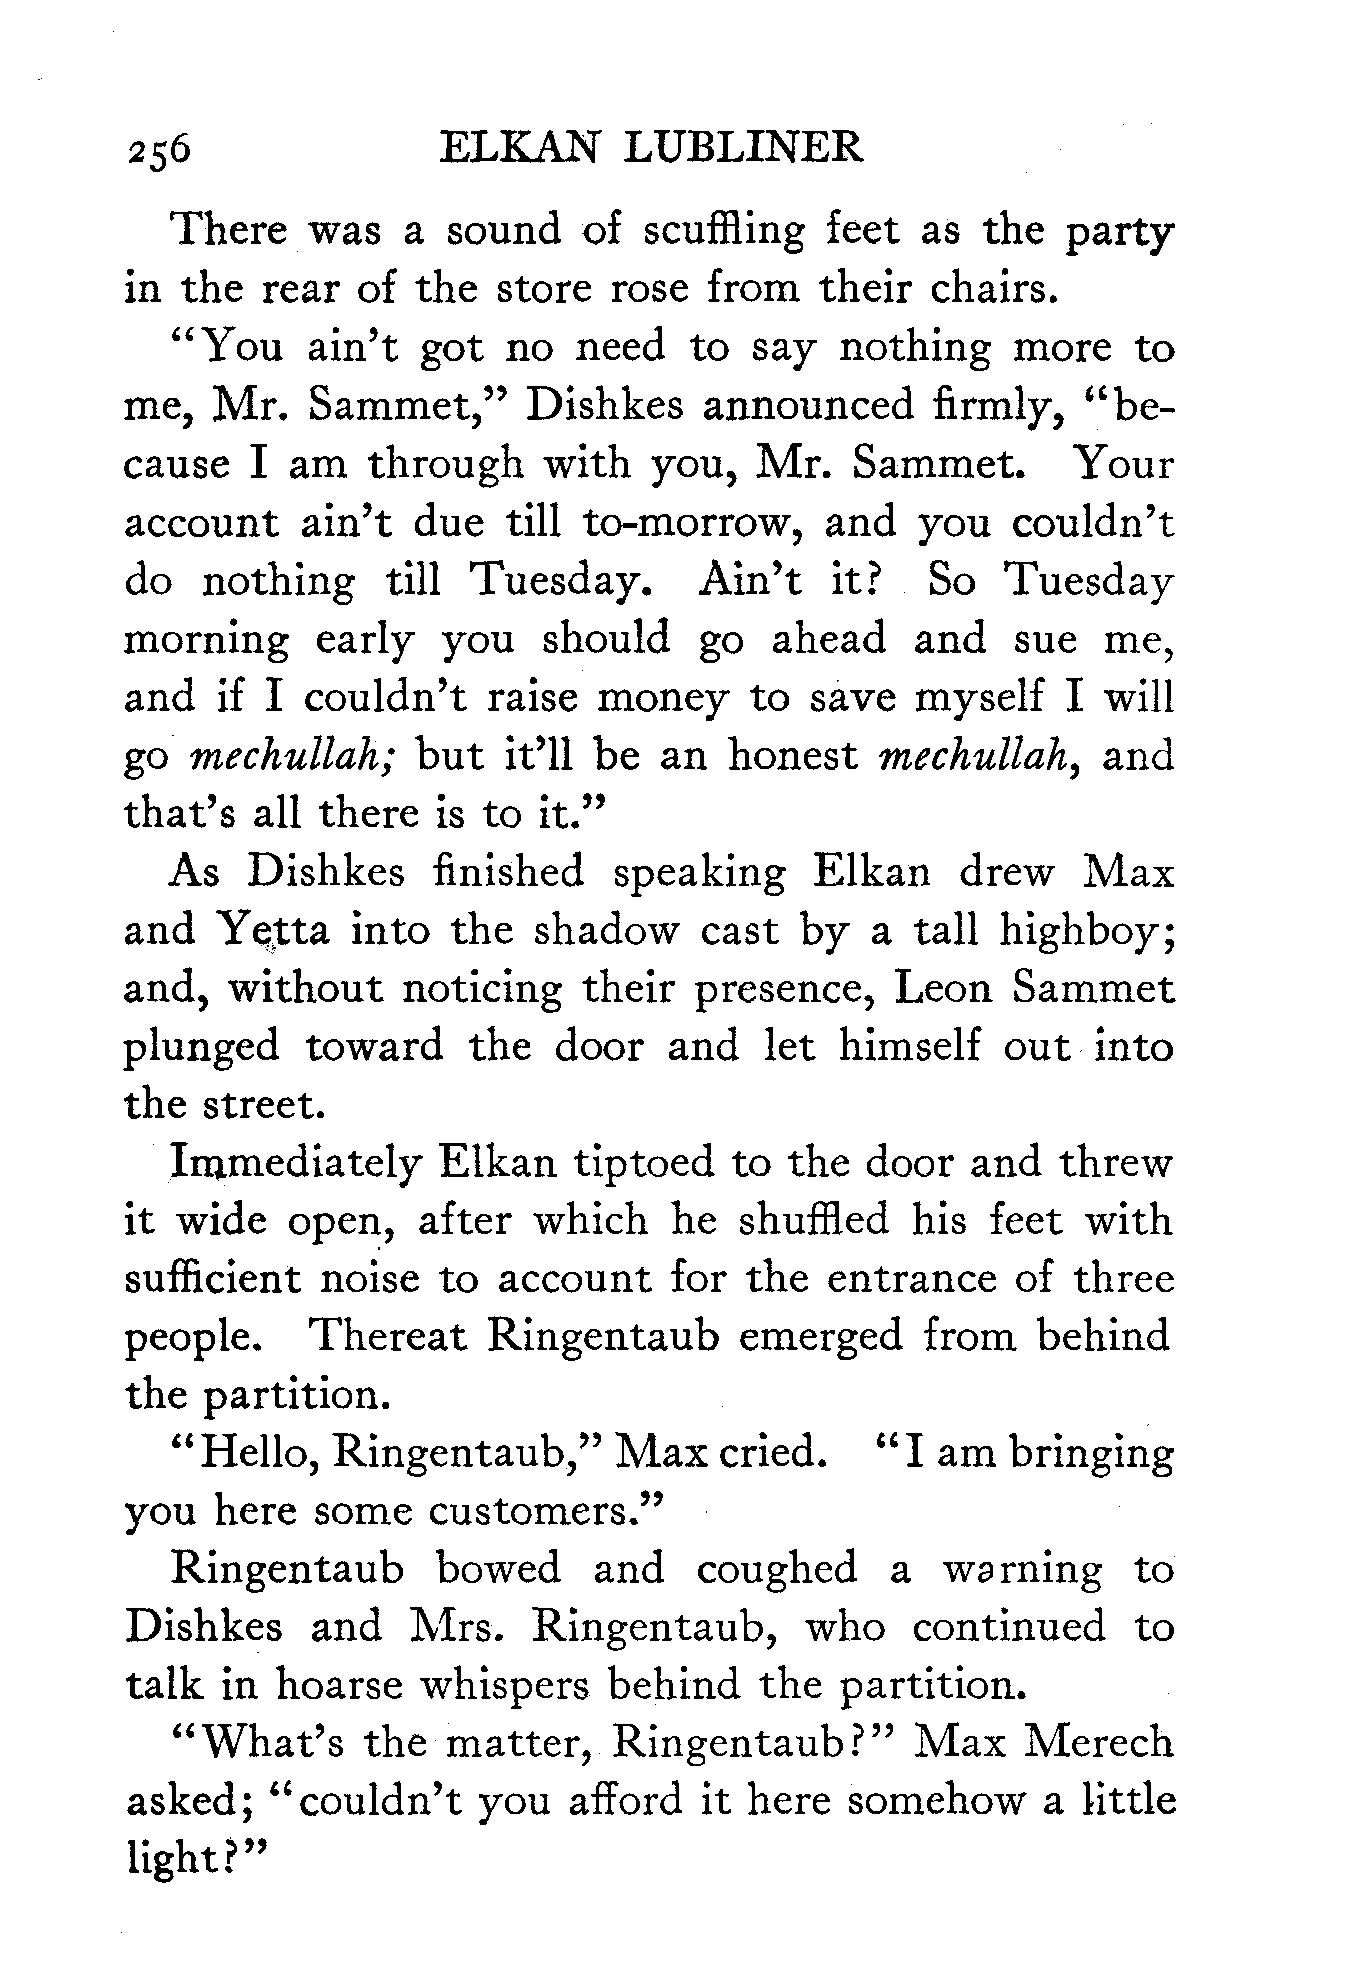 256 ELKAN LUBLINER
There was a sound of scuffling feet as the party
in the rear of the store rose from their chairs.
“You ain’t got no need to say nothing more to
me, Mr. Sammet,” Dishkes announced firmly, “be-
cause I am through with you, Mr. Sammet. Your
account ain’t due till to-morrow, and you couldn’t
do nothing till Tuesday. Ain’t it? So Tuesday
morning early you should go ahead and sue me,
and if I couldn’t raise money to save myself I will
go mechullah; but it’ll be an honest mechullah, and
that’s all there is to it.”
As Dishkes finished speaking Elkan drew Max
and Yetta into the shadow cast by a tall highboy;
and, without noticing their presence, Leon Sammet
plunged toward the door and let himself out into
the street.
Immediately Elkan tiptoed to the door and threw
it wide open, after which he shuffled his feet with
sufficient noise to account for the entrance of three
people. Thereat Ringentaub emerged from behind
the partition.
“Hello, Ringentaub,” Max cried. “I am bringing
you here some customers.”
Ringentaub bowed and coughed a warning to
Dishkes and Mrs. Ringentaub, who continued to
talk in hoarse whispers behind the partition.
“What’s the matter, Ringentaub?” Max Merech
asked; “couldn’t you afford it here somehow a little
light?”